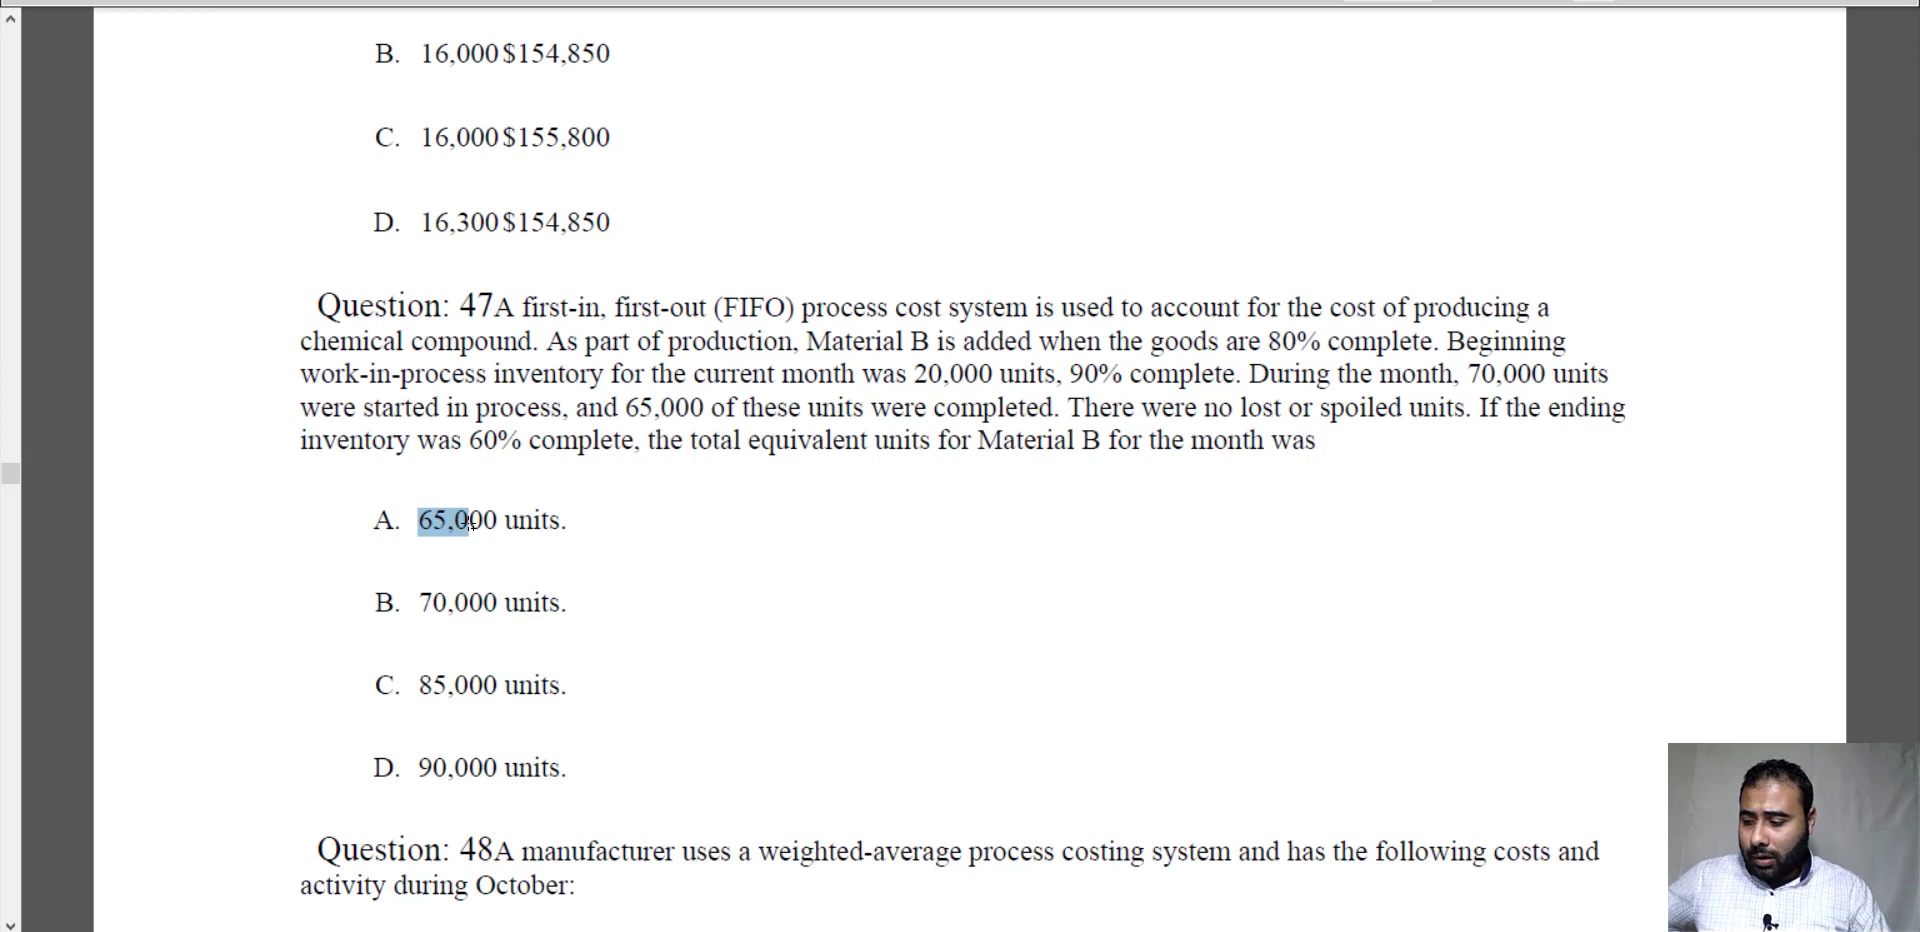 B. 16,000$154,850
C. 16,000$155,800
D. 16,300$154,850
Question: 47A first-in, first-out (FIFO) process cost system is used to account for the cost of producing a
chemical compound. As part of production, Material B is added when the goods are 80% complete. Beginning
work-in-process inventory for the current month was 20,000 units, 90% complete. During the month, 70,000 units
were started in process, and 65,000 of these units were completed. There were no lost or spoiled units. If the ending
inventory was 60% complete, the total equivalent units for Material B for the month was
A. 65,000 units.
B. 70,000 units.
C. 85,000 units.
D. 90,000 units.
Question: 48A manufacturer uses a weighted-average process costing system and has the following costs and
activity during October: